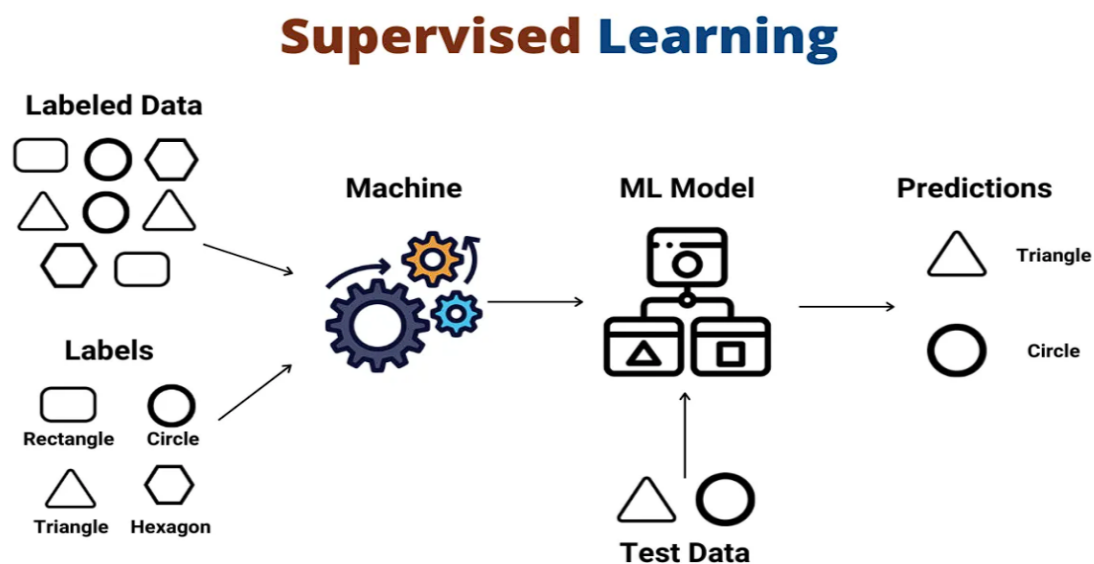 Supervised Learning
Labeled Data
Machine
ML Model
Predictions
Triangle
Circle
Labels
Rectangle Circle
Triangle Hexagon
Test Data